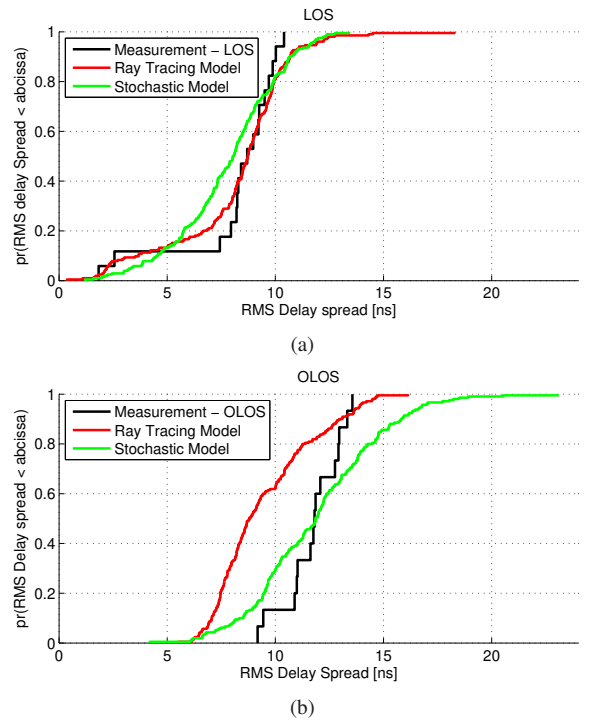 LOS
Measurement − LOS
Ray Tracing Model
Stochastic Model
pr(RMS delay Spread < abcissa)
1
0.8
0.6
0.4
0.2
0
0 5 10 15 20
RMS Delay spread [ns]
(a)
OLOS
Measurement − OLOS
Ray Tracing Model
Stochastic Model
pr(RMS Delay spread < abcissa)
1
0.8
0.6
0.4
0.2
0
0 5 10 15 20
RMS Delay Spread [ns]
(b)